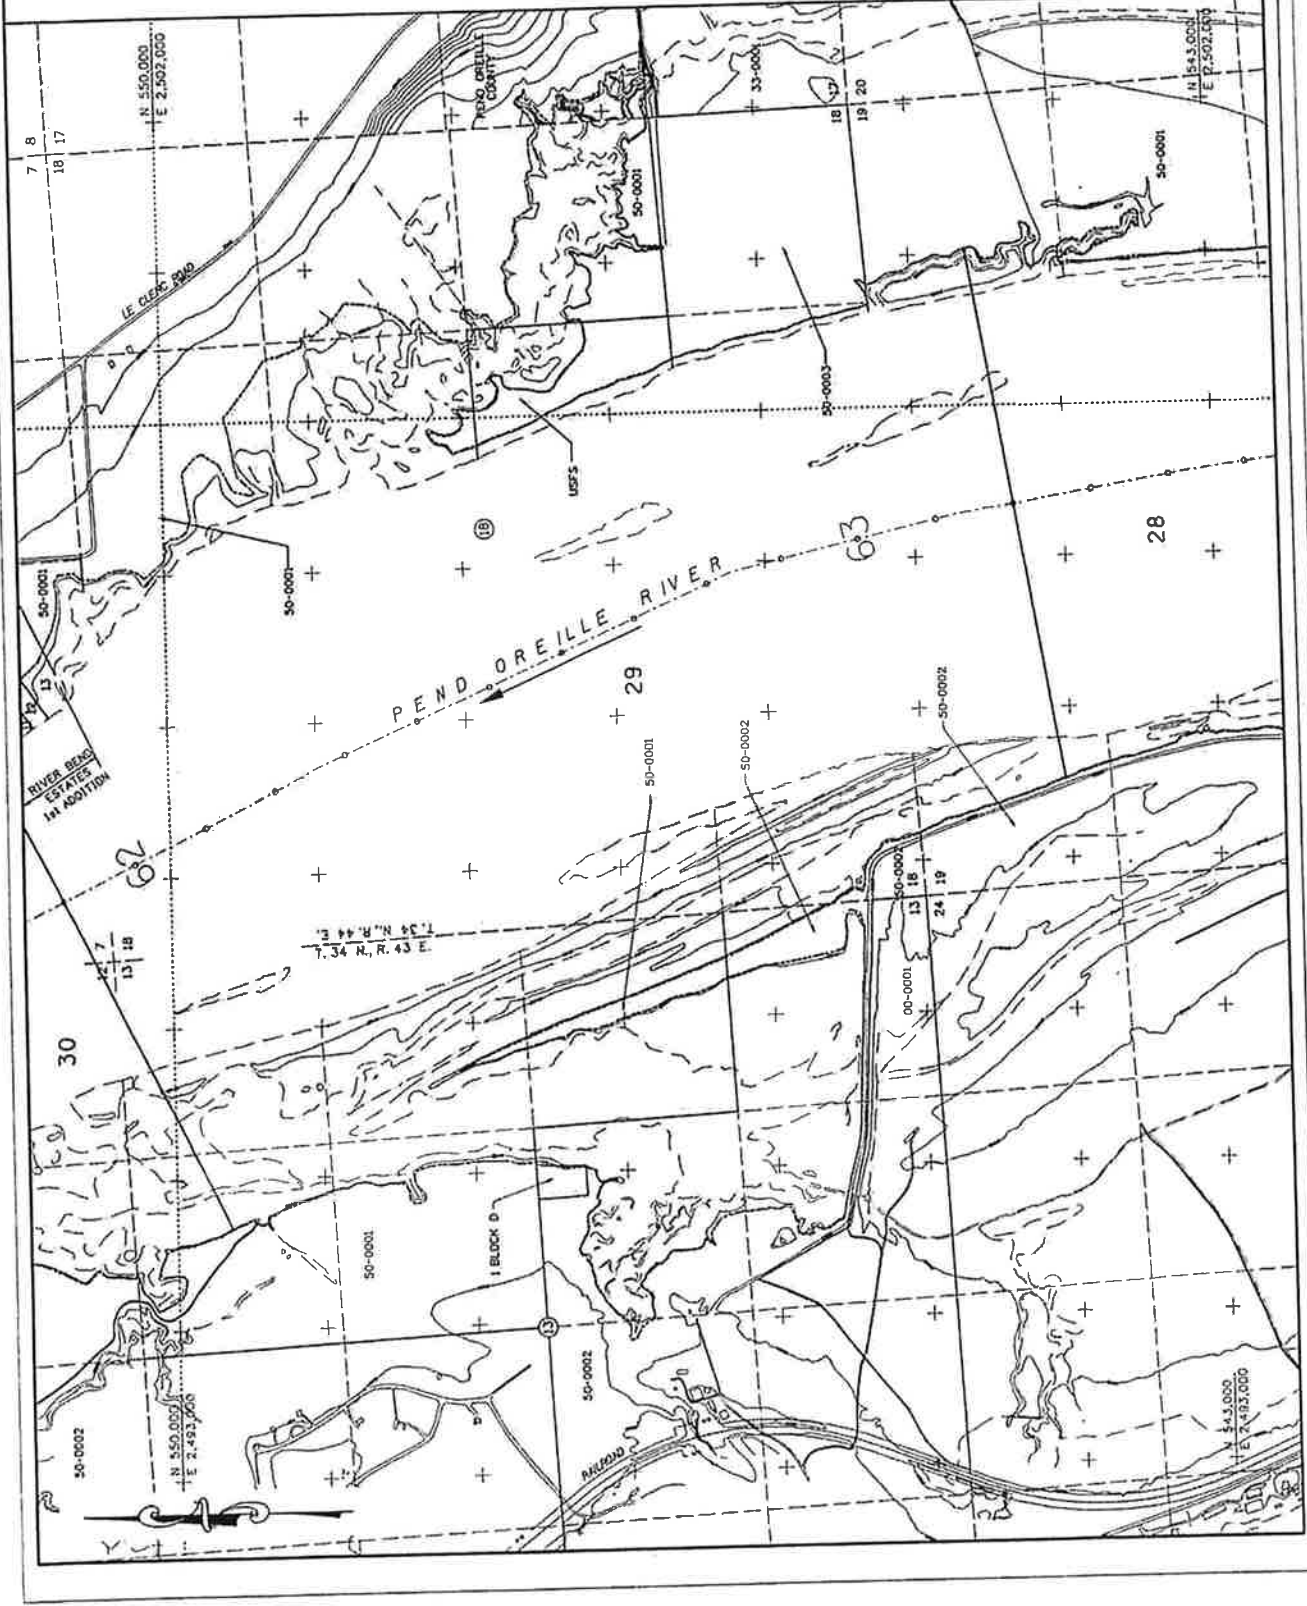 7 8
18 17
N 550,000
E 2,502,000
PEND OREILLE
COUNTY
33-0001
18 17
19 20
N 543,000
E 2,502,000
LE CLERC ROAD
50-0001
50-0001
50-0003
USFS
50-0001
50-0001
18
63
28
PEND OREILLE RIVER
29
11 12 13
RIVER BEND
ESTATES
1st ADDITION
62
50-0001
50-0002
50-0002
50-0002
13 18
24 19
12 7
13 18
T. 34 N., R. 44 E.
T. 34 N., R. 43 E.
00-0001
30
50-0001
1 BLOCK D
13
50-0002
50-0002
N 550,000
E 2,493,000
RAILROAD
N 543,000
E 2,493,000